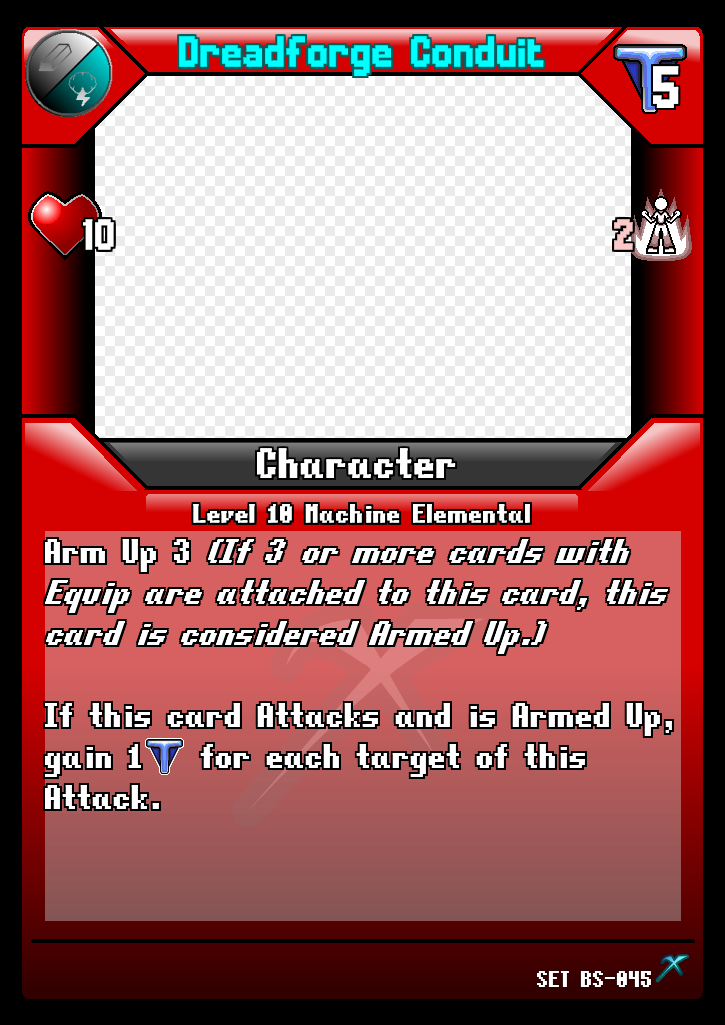 Dreadforge Conduit
5
10
2
Character
Level 10 Machine Elemental
Arm Up 3 (If 3 or more cards with
Equip are attached to this card, this
card is considered Armed Up.)
If this card Attacks and is Armed Up,
gain 1T for each target of this
Attack.
SET BS-045